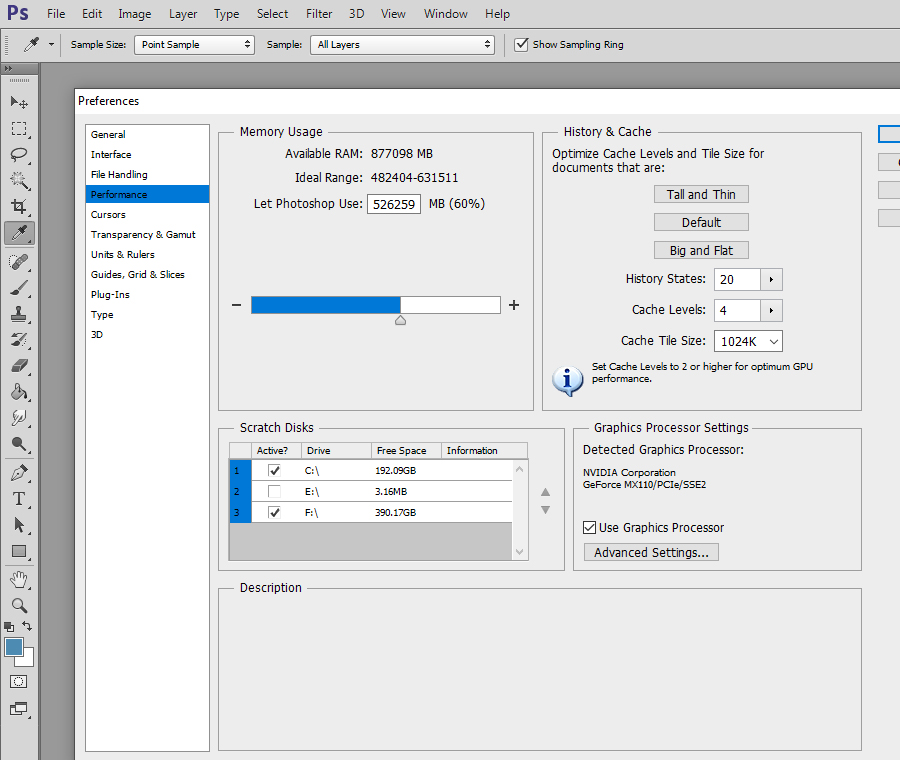 Ps File Edit Image Layer Type Select Filter 3D View Window Help
Sample Size: Point Sample Sample: All Layers Show Sampling Ring
Preferences
General
Interface
File Handling
Performance
Cursors
Transparency & Gamut
Units & Rulers
Guides, Grid & Slices
Plug-Ins
Type
3D
Memory Usage
Available RAM: 877098 MB
Ideal Range: 482404-631511
Let Photoshop Use: 526259 MB (60%)
History & Cache
Optimize Cache Levels and Tile Size for
documents that are:
Tall and Thin
Default
Big and Flat
History States: 20
Cache Levels: 4
Cache Tile Size: 1024K
Set Cache Levels to 2 or higher for optimum GPU
performance.
Scratch Disks
Active? Drive Free Space Information
1 C:\ 192.09GB
2 E:\ 3.16MB
3 F:\ 390.17GB
Graphics Processor Settings
Detected Graphics Processor:
NVIDIA Corporation
GeForce MX110/PCIe/SSE2
Use Graphics Processor
Advanced Settings...
Description